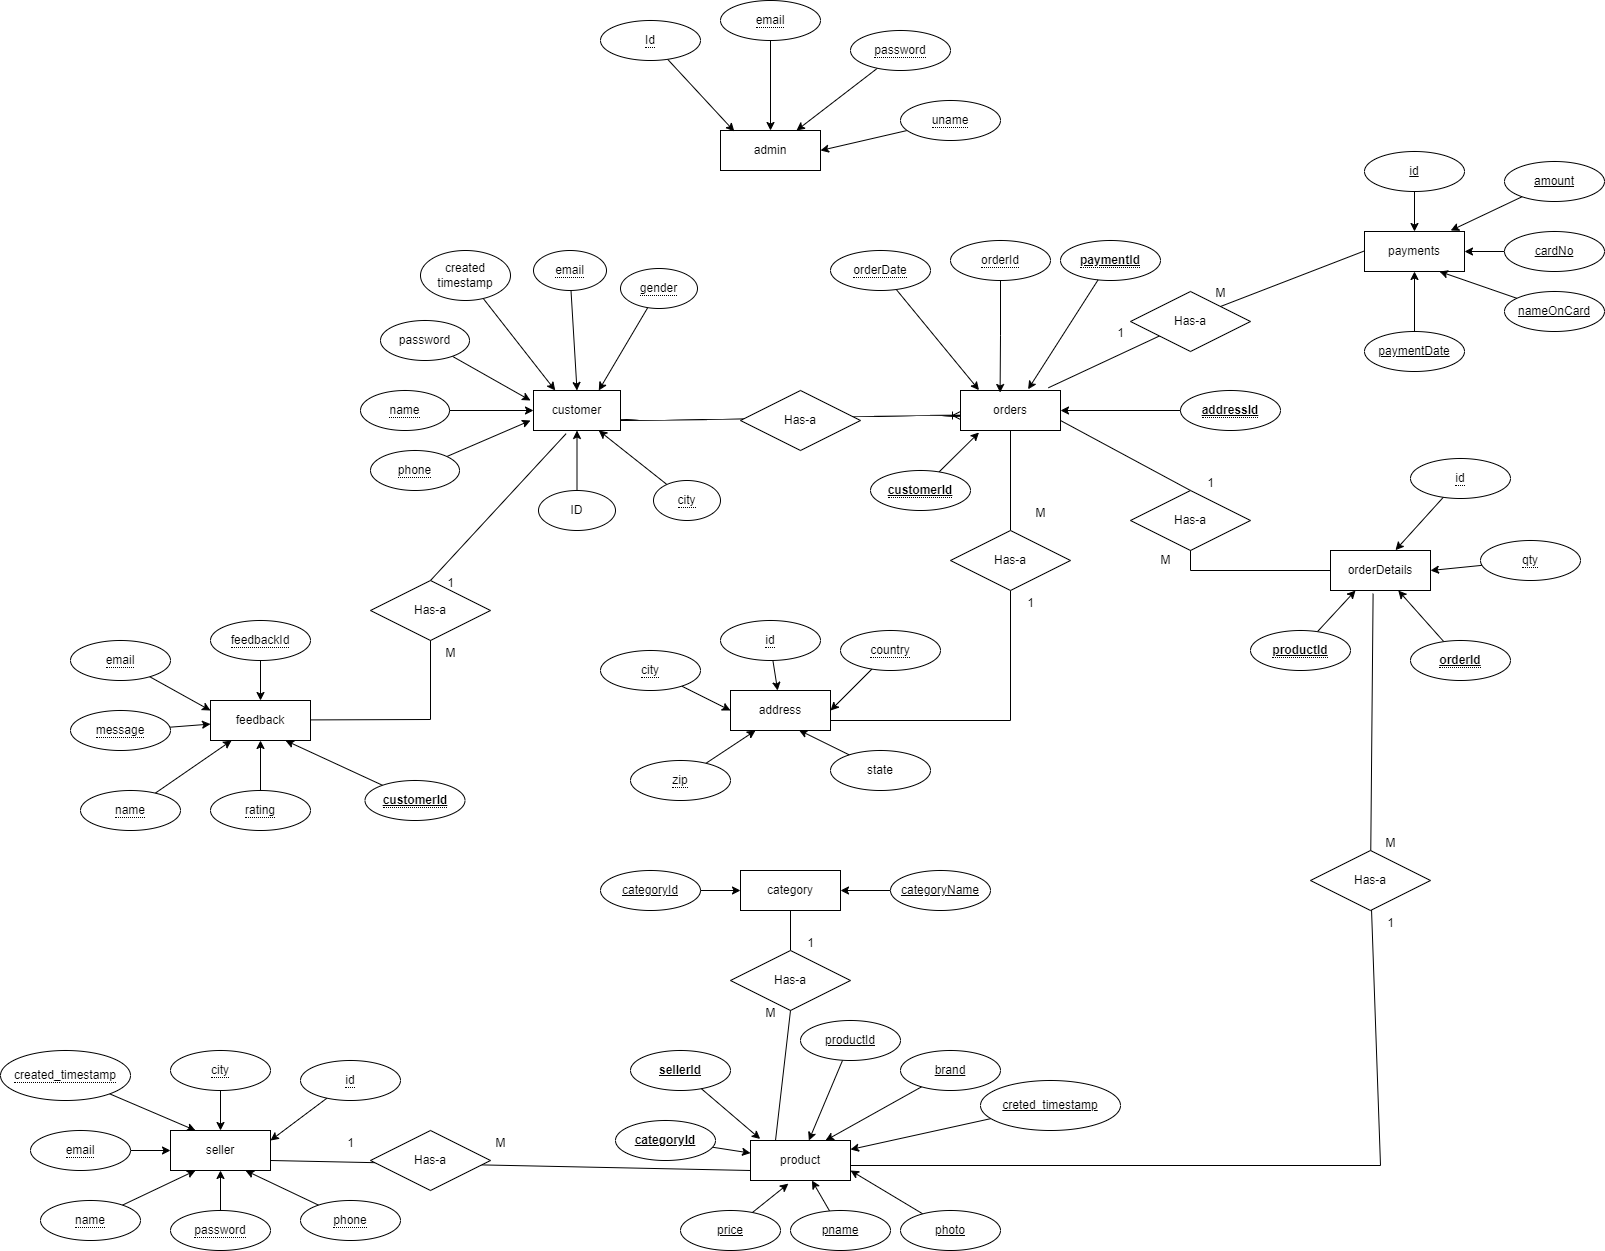 email
Id
password
uname
admin
id
amount
payments
cardNo
nameOnCard
paymentDate
created
timestamp
email
gender
password
name
customer
phone
ID
city
Has-a
orderDate
orderId
paymentId
orders
addressId
customerId
M
Has-a
1
M
Has-a
1
1
Has-a
M
id
orderDetails
qty
productId
orderId
1
Has-a
M
feedbackId
email
message
feedback
name
rating
customerId
id
city
country
address
zip
state
M
Has-a
1
categoryId
category
categoryName
1
Has-a
M
created_timestamp
city
id
email
seller
name
password
phone
1
Has-a
M
productId
sellerId
brand
creted_timestamp
categoryId
product
price
pname
photo